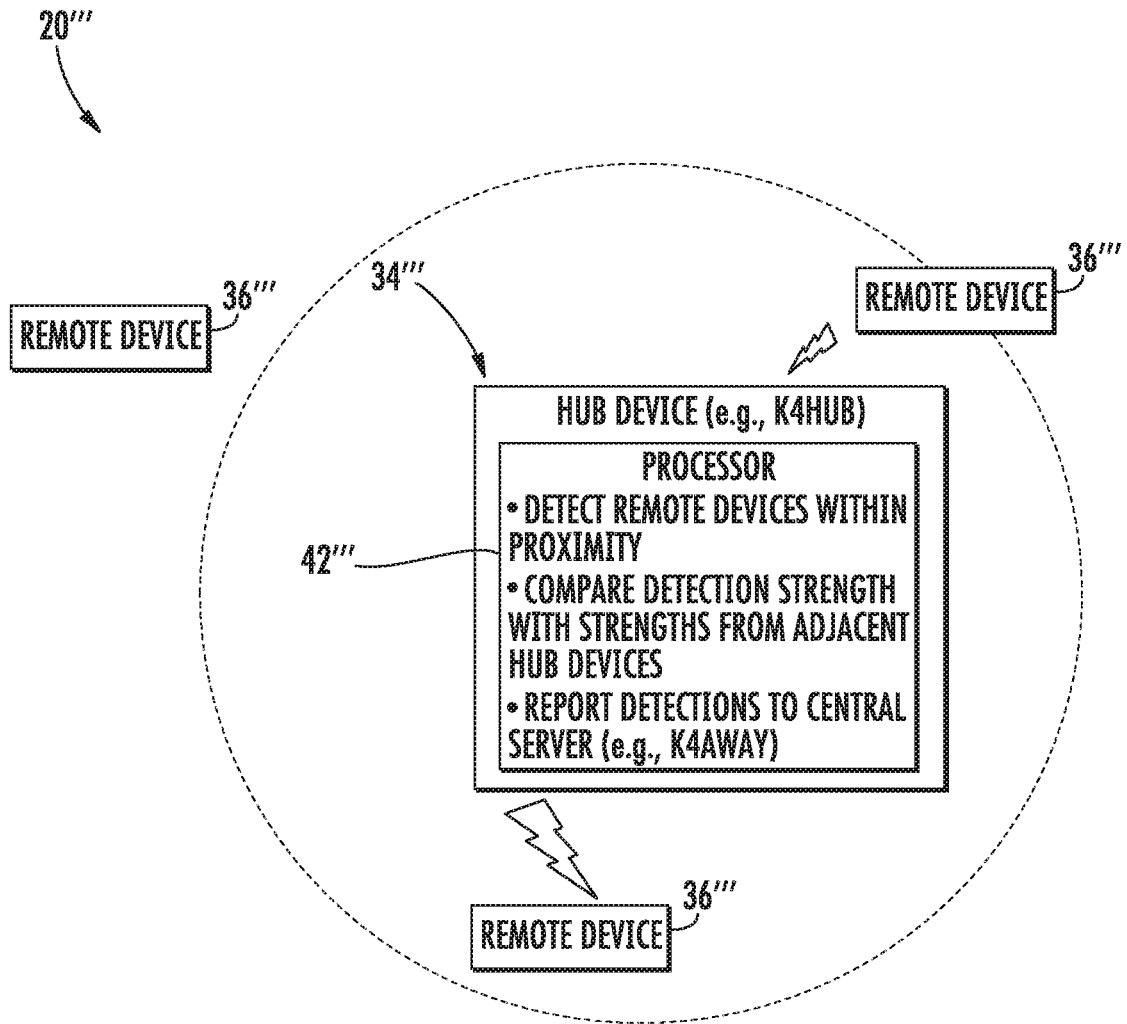 20'''
36'''
REMOTE DEVICE
34'''
36'''
REMOTE DEVICE
HUB DEVICE (e.g., K4HUB)
PROCESSOR
• DETECT REMOTE DEVICES WITHIN
PROXIMITY
• COMPARE DETECTION STRENGTH
WITH STRENGTHS FROM ADJACENT
HUB DEVICES
• REPORT DETECTIONS TO CENTRAL
SERVER (e.g., K4AWAY)
42'''
36'''
REMOTE DEVICE